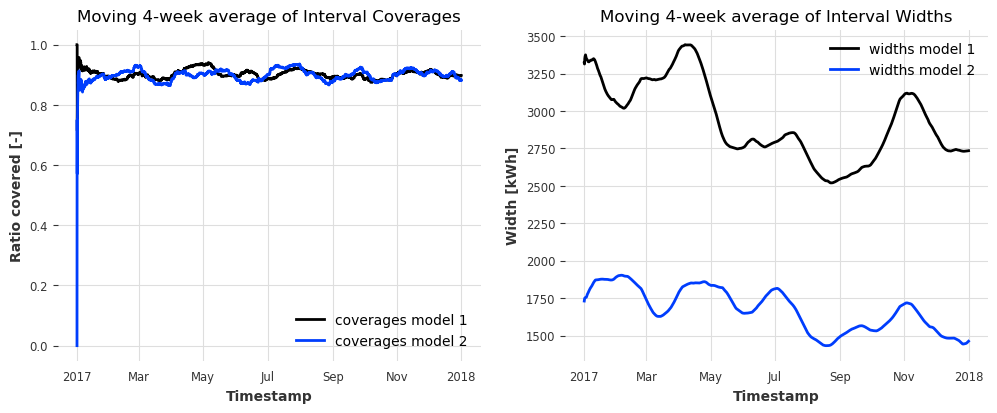 Moving 4-week average of Interval Coverages
1.0
0.8
0.6
0.4
0.2
0.0
Ratio covered [-]
coverages model 1
coverages model 2
2017 Mar May Jul Sep Nov 2018
Timestamp
Moving 4-week average of Interval Widths
3500
3250
3000
2750
2500
2250
2000
1750
1500
Width [kWh]
widths model 1
widths model 2
2017 Mar May Jul Sep Nov 2018
Timestamp